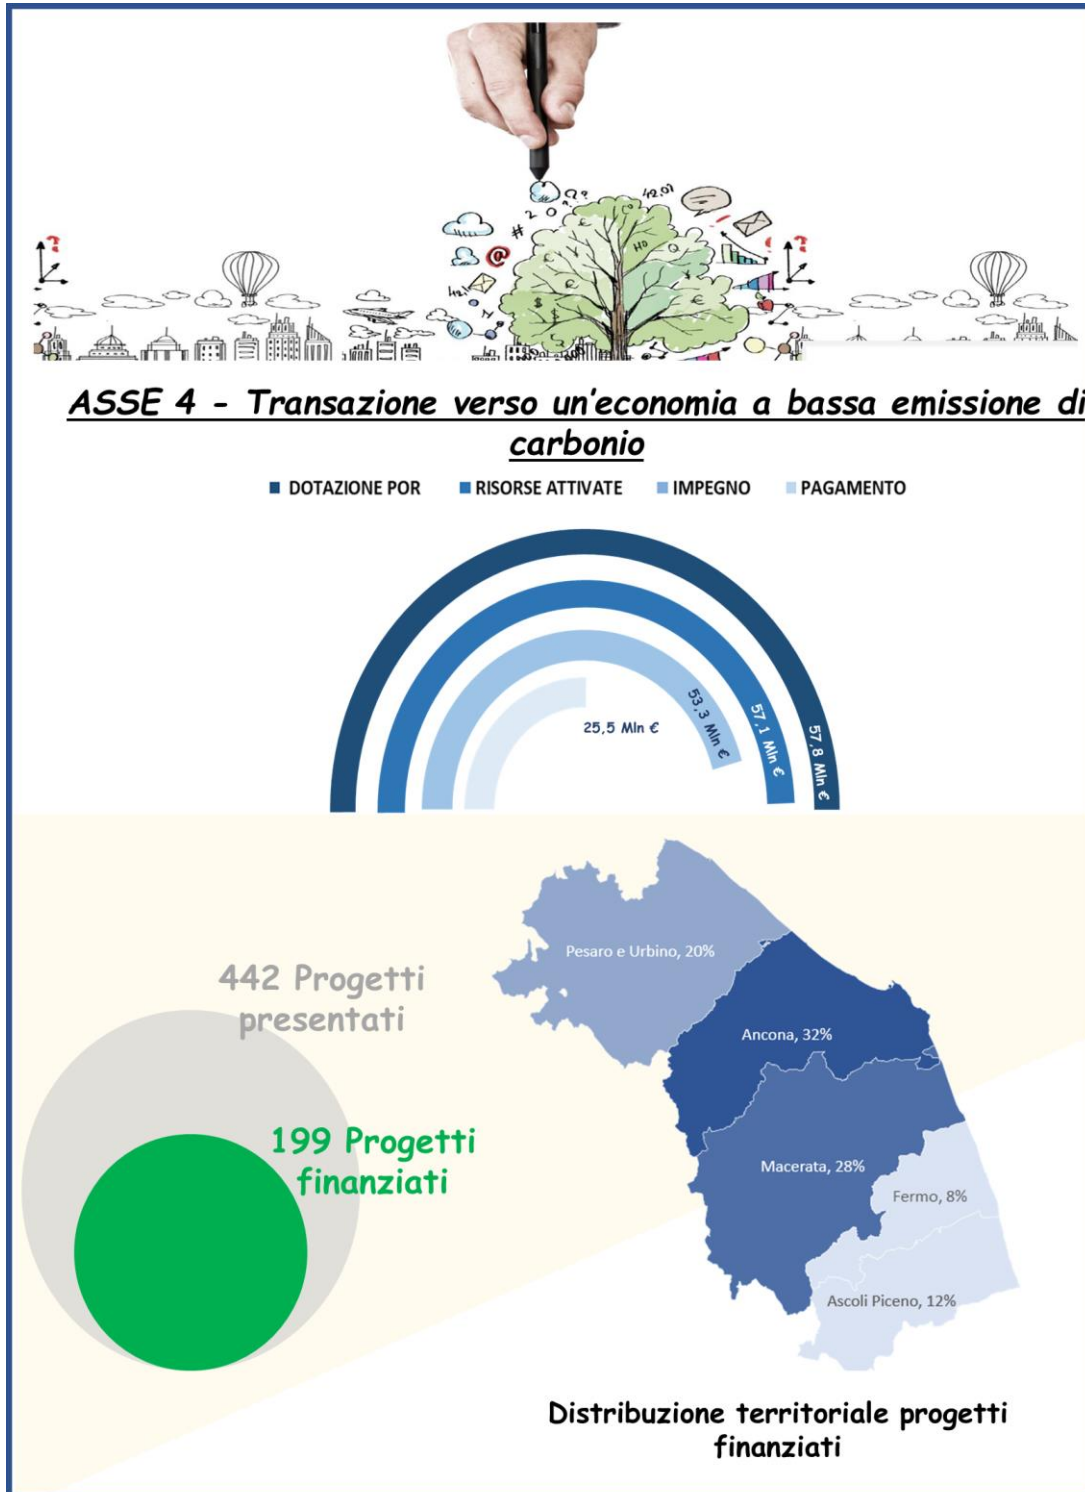 ASSE 4 - Transazione verso un'economia a bassa emissione di
carbonio
DOTAZIONE POR RISORSE ATTIVATE IMPEGNO PAGAMENTO
25,5 Mln €
53,3 Mln €
57,1 Mln €
57,8 Mln €
442 Progetti
presentati
199 Progetti
finanziati
Pesaro e Urbino, 20%
Ancona, 32%
Macerata, 28%
Fermo, 8%
Ascoli Piceno, 12%
Distribuzione territoriale progetti
finanziati